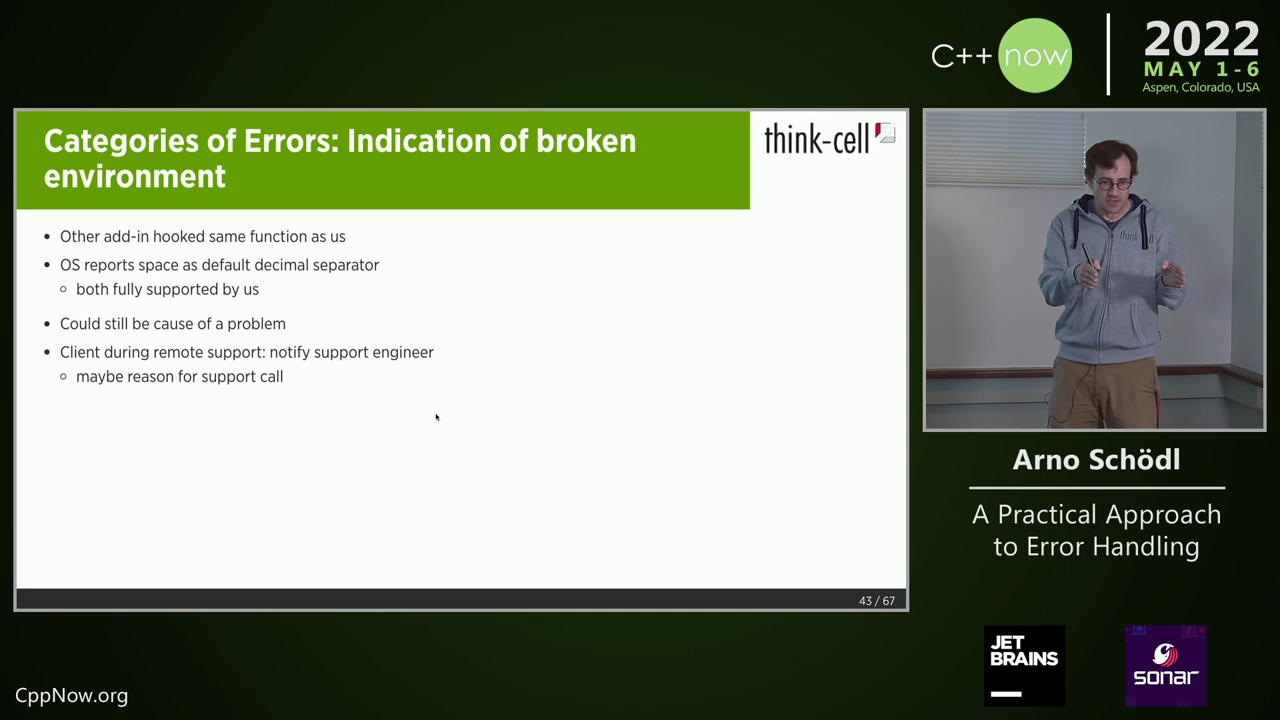 C++ now
2022
MAY 1-6
Aspen, Colorado, USA
Categories of Errors: Indication of broken
environment
think-cell
• Other add-in hooked same function as us
• OS reports space as default decimal separator
◦ both fully supported by us
• Could still be cause of a problem
• Client during remote support: notify support engineer
◦ maybe reason for support call
43 / 67
think-cell
Arno Schödl
A Practical Approach
to Error Handling
JET
BRAINS
sonar
CppNow.org